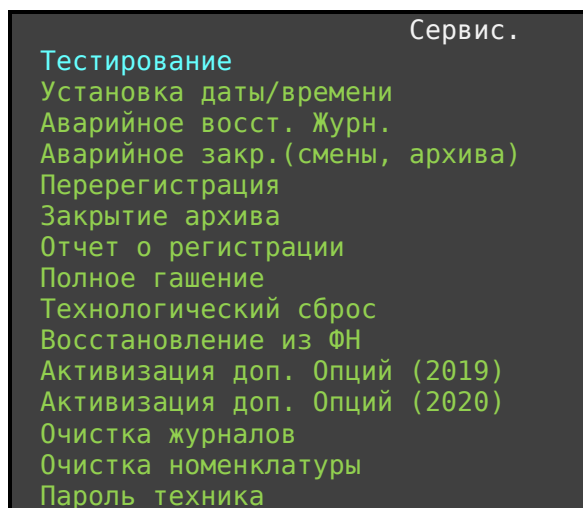 Сервис.
Тестирование
Установка даты/времени
Аварийное восст. Журн.
Аварийное закр.(смены, архива)
Перерегистрация
Закрытие архива
Отчет о регистрации
Полное гашение
Технологический сброс
Восстановление из ФН
Активизация доп. Опций (2019)
Активизация доп. Опций (2020)
Очистка журналов
Очистка номенклатуры
Пароль техника